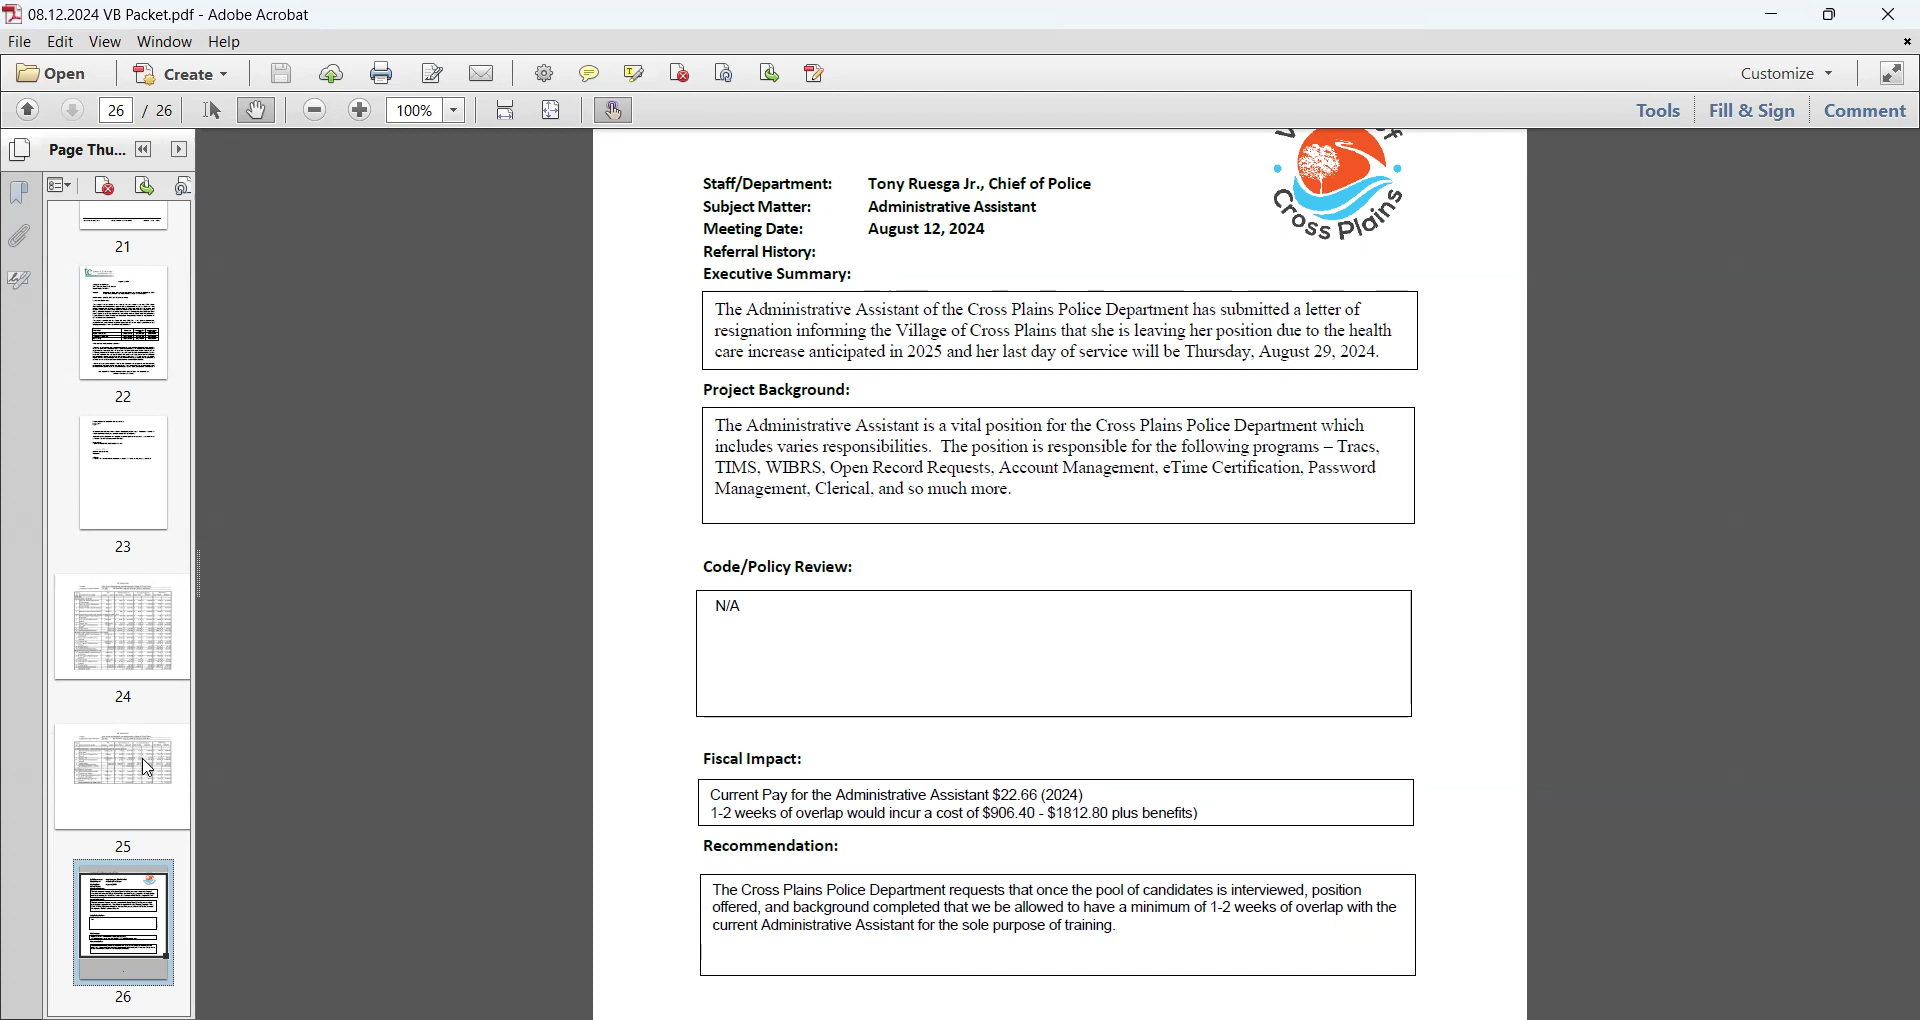 08.12.2024 VB Packet.pdf - Adobe Acrobat
File Edit View Window Help
Open Create Customize
26 / 26 100% Tools Fill & Sign Comment
Page Thu...
21
22
23
24
25
26
Cross Plains
Staff/Department: Tony Ruesga Jr., Chief of Police
Subject Matter: Administrative Assistant
Meeting Date: August 12, 2024
Referral History:
Executive Summary:
The Administrative Assistant of the Cross Plains Police Department has submitted a letter of
resignation informing the Village of Cross Plains that she is leaving her position due to the health
care increase anticipated in 2025 and her last day of service will be Thursday, August 29, 2024.
Project Background:
The Administrative Assistant is a vital position for the Cross Plains Police Department which
includes varies responsibilities. The position is responsible for the following programs – Tracs,
TIMS, WIBRS, Open Record Requests, Account Management, eTime Certification, Password
Management, Clerical, and so much more.
Code/Policy Review:
N/A
Fiscal Impact:
Current Pay for the Administrative Assistant $22.66 (2024)
1-2 weeks of overlap would incur a cost of $906.40 - $1812.80 plus benefits)
Recommendation:
The Cross Plains Police Department requests that once the pool of candidates is interviewed, position
offered, and background completed that we be allowed to have a minimum of 1-2 weeks of overlap with the
current Administrative Assistant for the sole purpose of training.